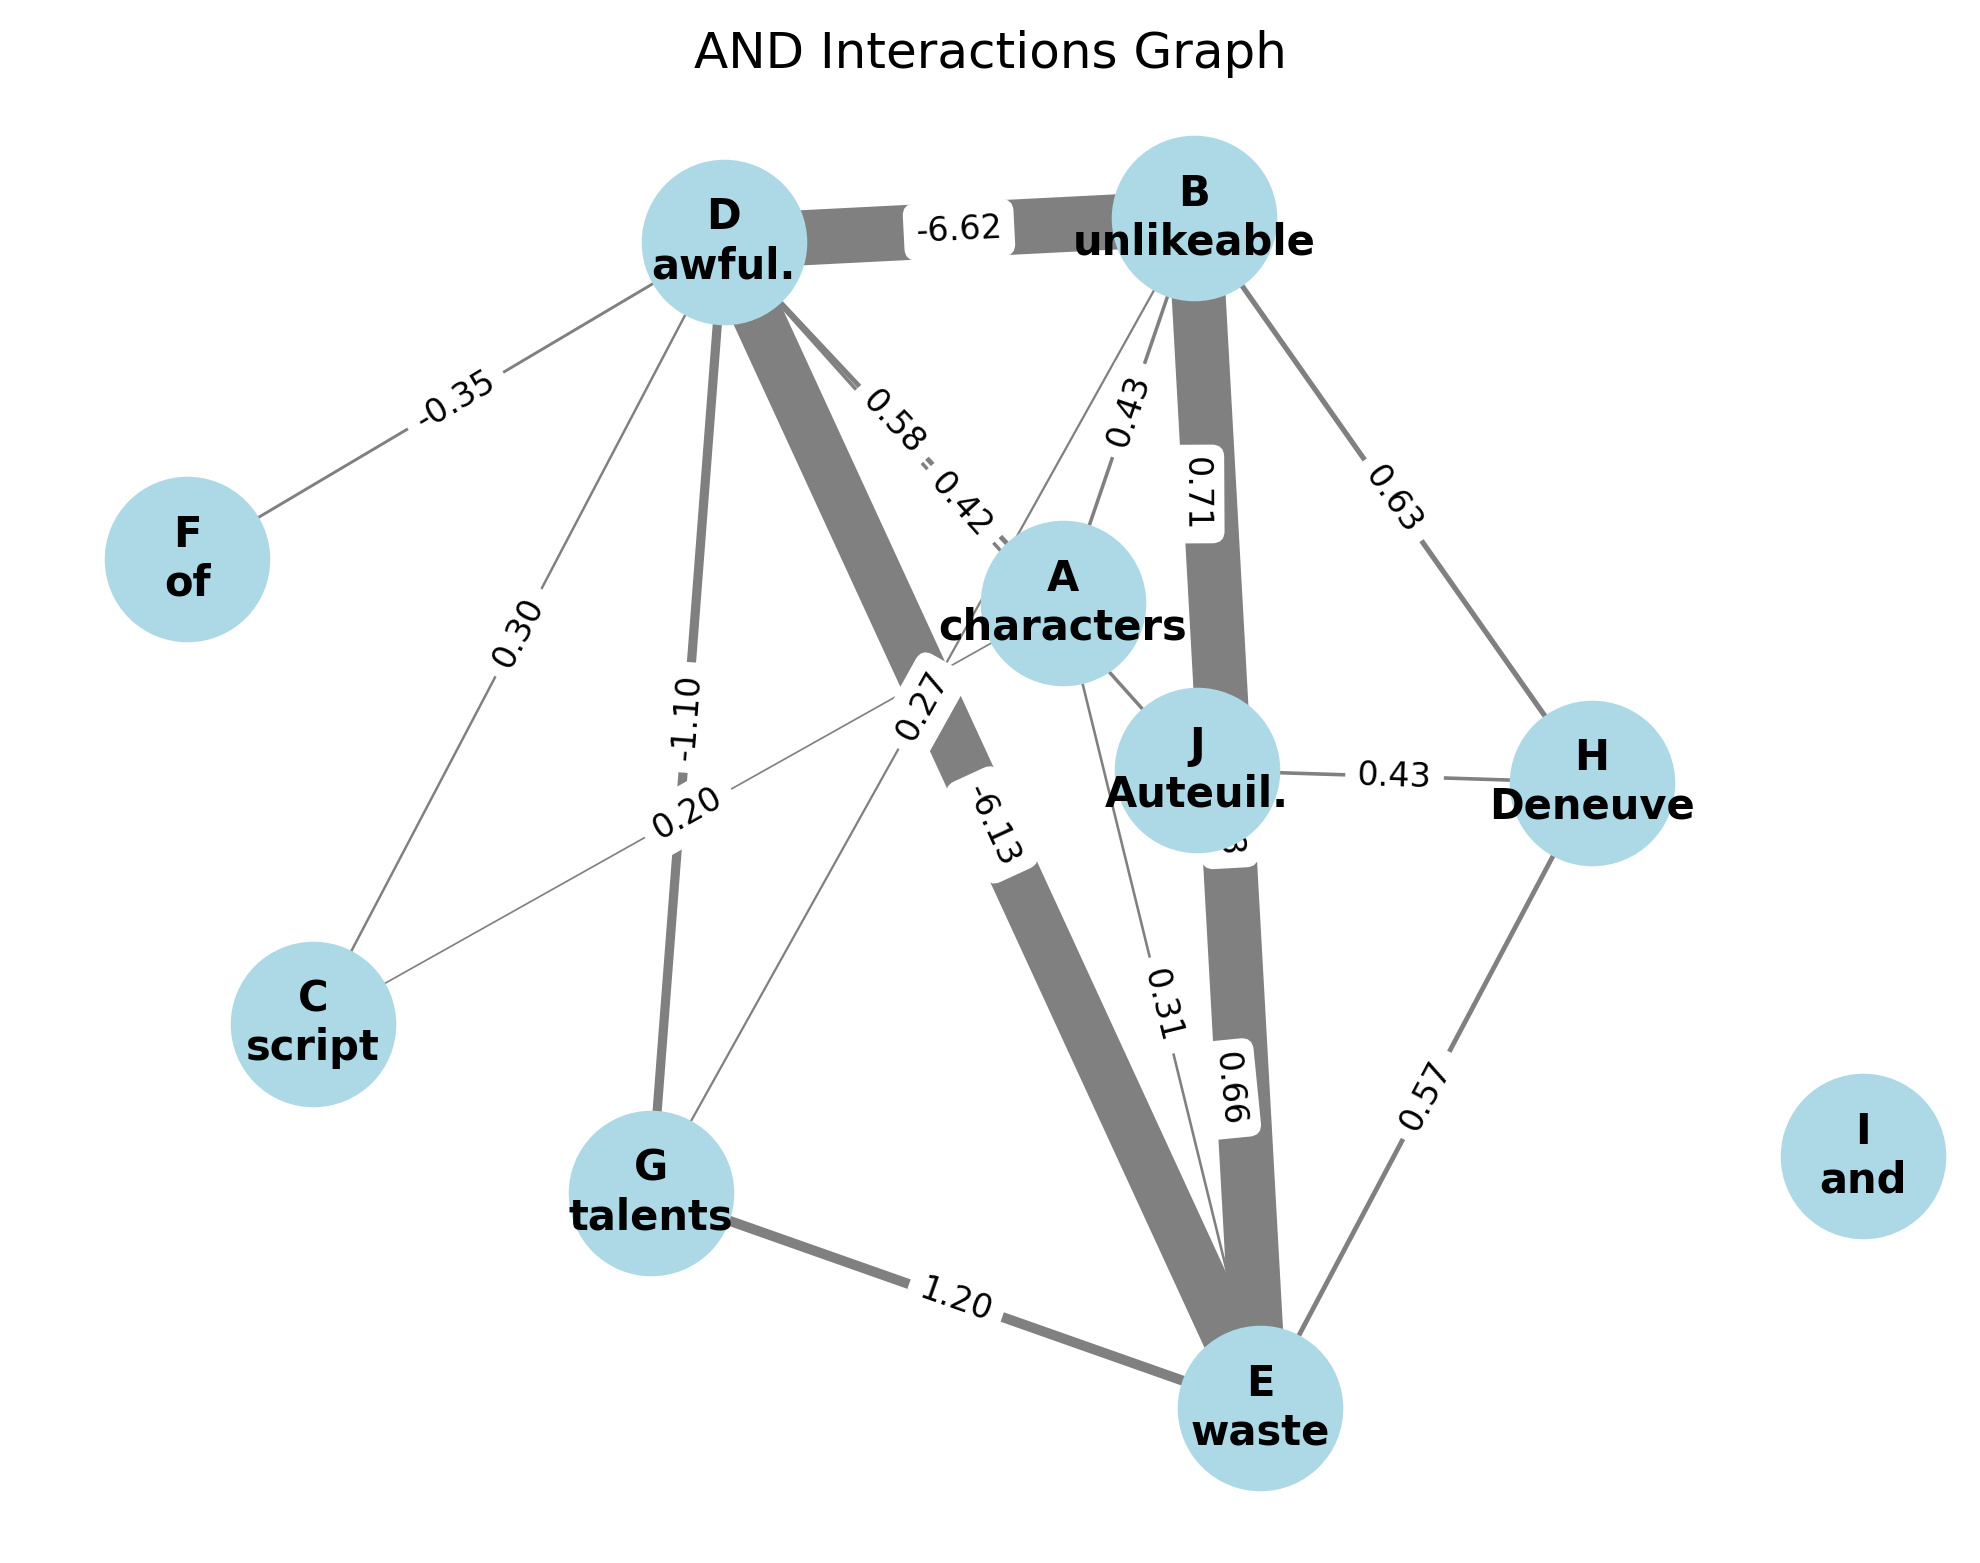 AND Interactions Graph
B
unlikeable
D
awful.
-6.62
-0.35
0.58
0.43
0.71
0.63
0.42
F
of
A
characters
0.30
-1.10
0.27
J
Auteuil.
H
Deneuve
0.43
0.20
-6.13
C
script
0.31
0.66
0.57
I
and
G
talents
1.20
E
waste